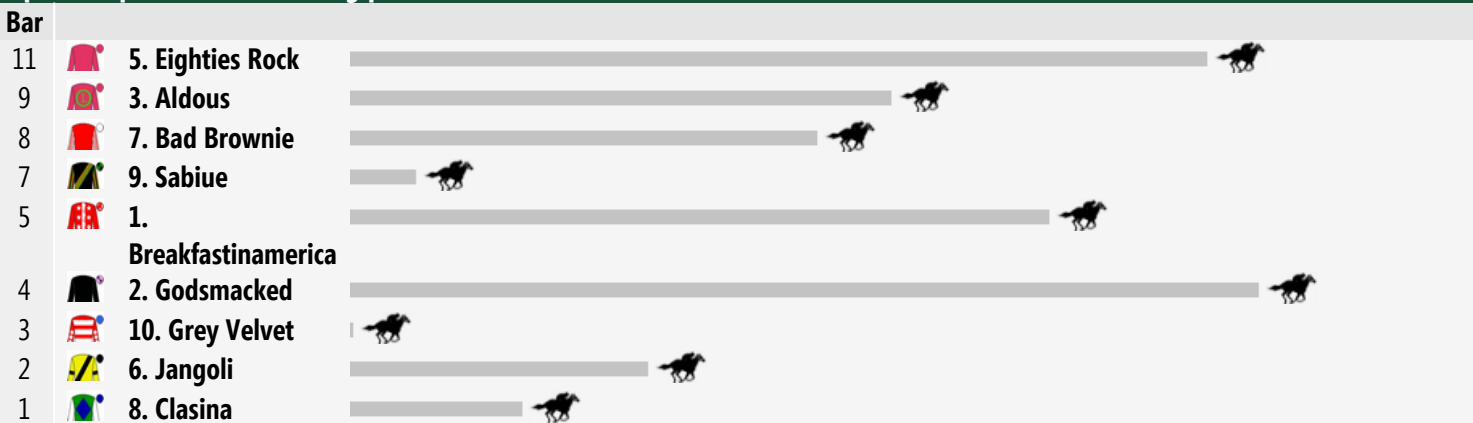 Bar
11 5. Eighties Rock
9 3. Aldous
8 7. Bad Brownie
7 9. Sabiue
5 1.
Breakfastinamerica
4 2. Godsmacked
3 10. Grey Velvet
2 6. Jangoli
1 8. Clasina